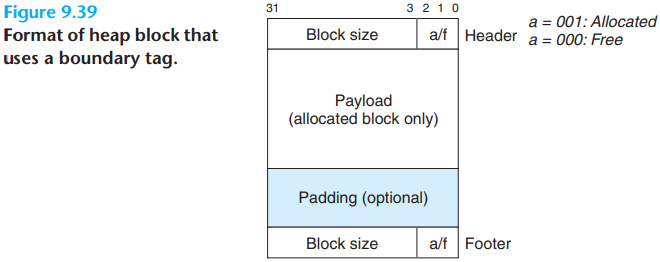 Figure 9.39
Format of heap block that
uses a boundary tag.
31 3 2 1 0
Block size a/f Header
a = 001: Allocated
a = 000: Free
Payload
(allocated block only)
Padding (optional)
Block size a/f Footer